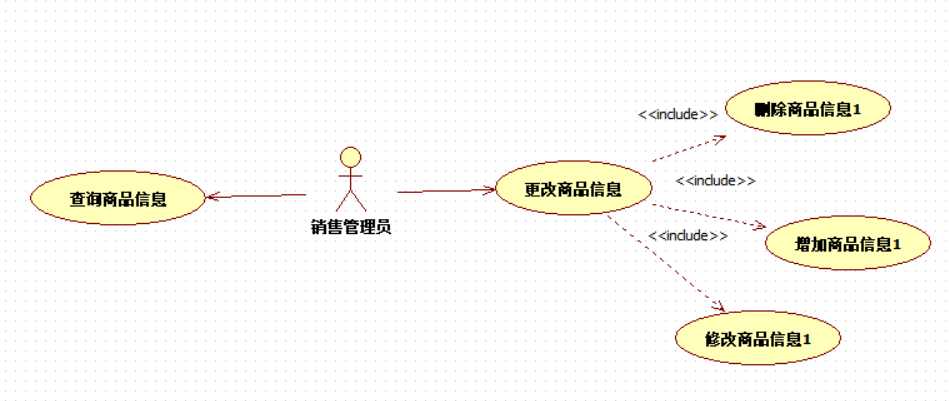 <<include>>
删除商品信息1
<<include>>
查询商品信息
更改商品信息
销售管理员
<<include>>
增加商品信息1
修改商品信息1